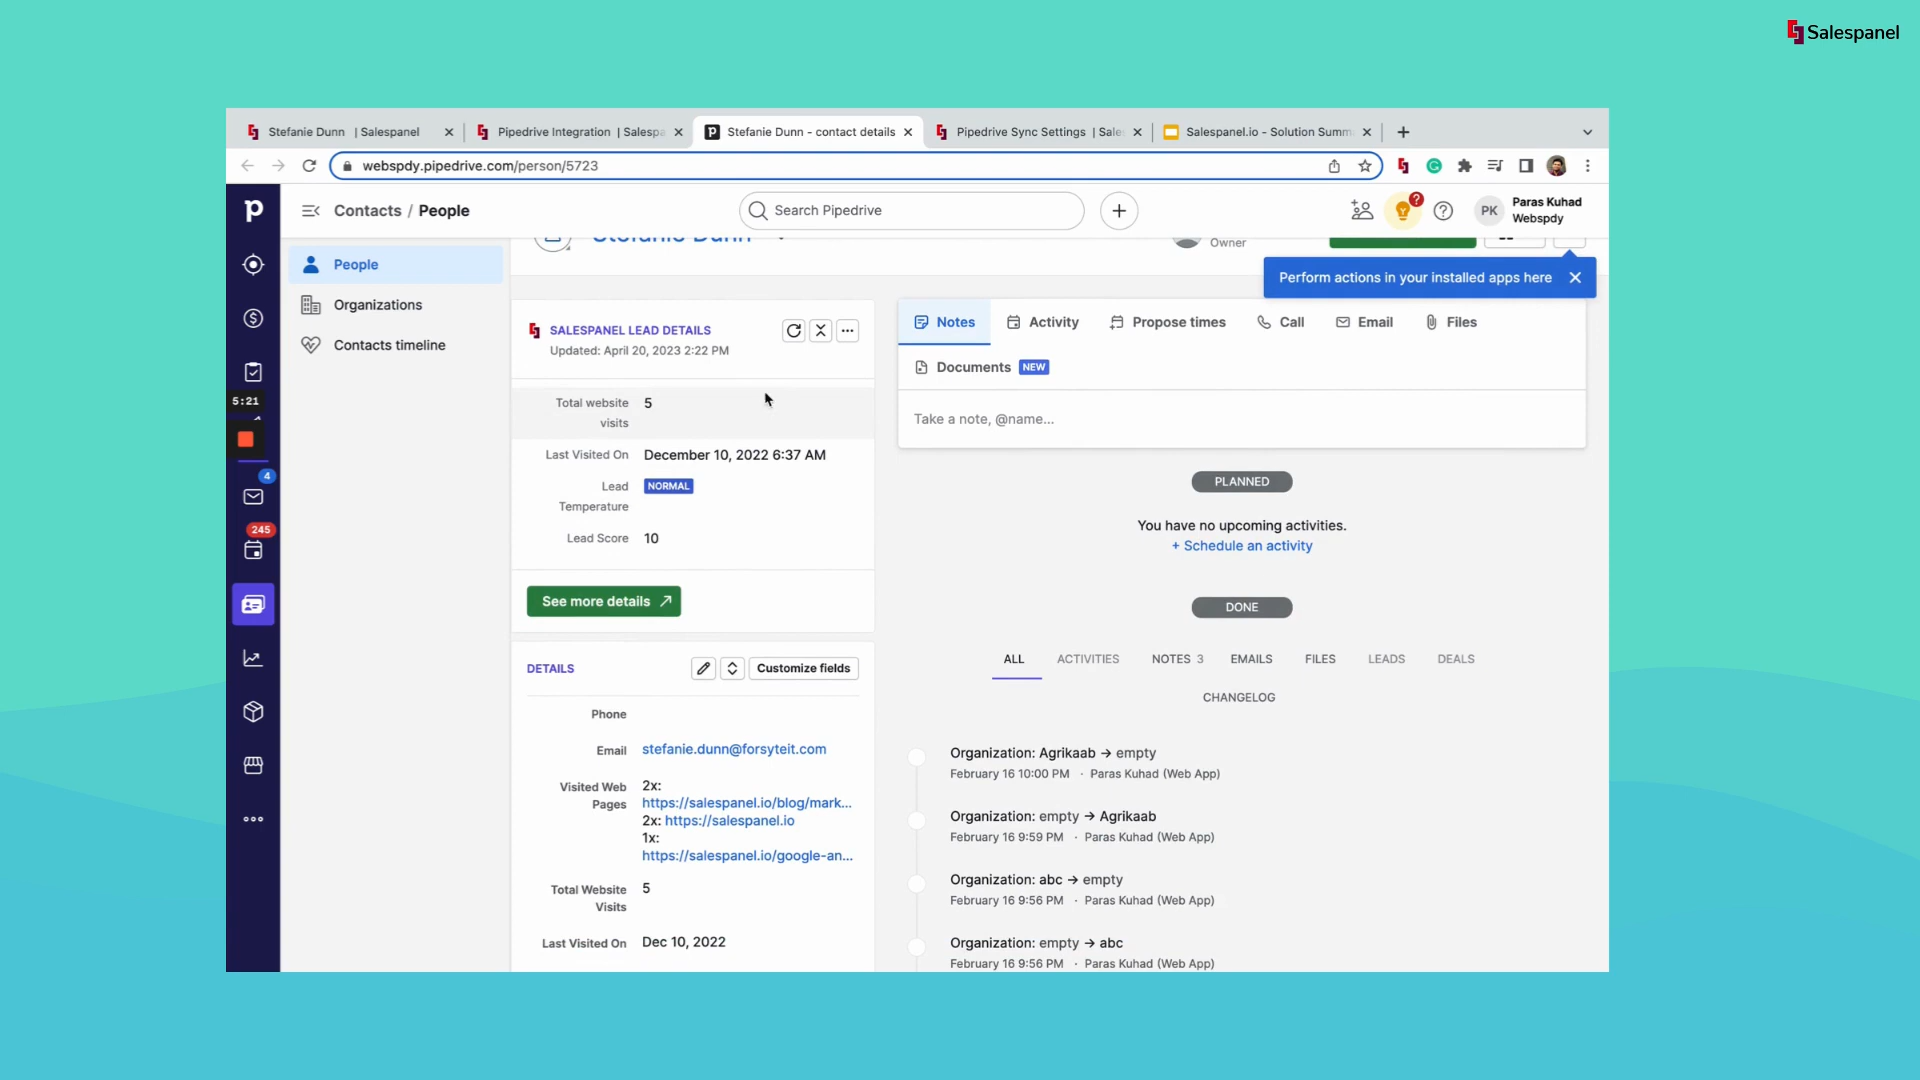 Salespanel
Stefanie Dunn | Salespanel
Pipedrive Integration | Salespa
Stefanie Dunn - contact details
Pipedrive Sync Settings | Sale
Salespanel.io - Solution Summ
webspdy.pipedrive.com/person/5723
Contacts / People
Search Pipedrive
PK
Paras Kuhad
Webspdy
People
Organizations
Contacts timeline
5:21
4
245
Stefanie Dunn
Owner
Perform actions in your installed apps here
SALESPANEL LEAD DETAILS
Updated: April 20, 2023 2:22 PM
Total website visits 5
Last Visited On December 10, 2022 6:37 AM
Lead Temperature NORMAL
Lead Score 10
See more details
DETAILS
Customize fields
Phone
Email stefanie.dunn@forsyteit.com
Visited Web Pages
2x:
https://salespanel.io/blog/mark...
2x: https://salespanel.io
1x:
https://salespanel.io/google-an...
Total Website Visits 5
Last Visited On Dec 10, 2022
Notes Activity Propose times Call Email Files
Documents NEW
Take a note, @name...
PLANNED
You have no upcoming activities.
+ Schedule an activity
DONE
ALL ACTIVITIES NOTES 3 EMAILS FILES LEADS DEALS
CHANGELOG
Organization: Agrikaab → empty
February 16 10:00 PM · Paras Kuhad (Web App)
Organization: empty → Agrikaab
February 16 9:59 PM · Paras Kuhad (Web App)
Organization: abc → empty
February 16 9:56 PM · Paras Kuhad (Web App)
Organization: empty → abc
February 16 9:56 PM · Paras Kuhad (Web App)